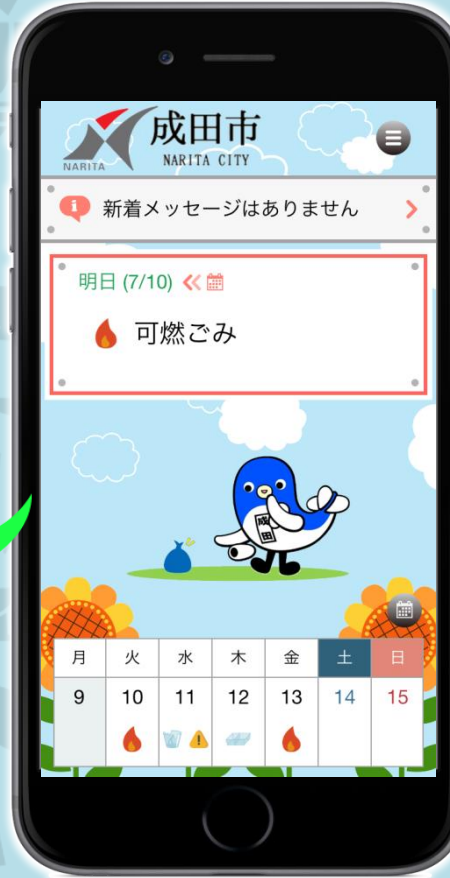 NARITA
成田市
NARITA CITY
新着メッセージはありません
明日 (7/10)
可燃ごみ
成田
月 火 水 木 金 土 日
9 10 11 12 13 14 15